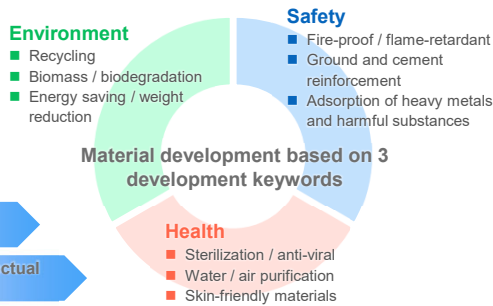 Environment
Recycling
Biomass / biodegradation
Energy saving / weight
reduction
Safety
Fire-proof / flame-retardant
Ground and cement
reinforcement
Adsorption of heavy metals
and harmful substances
Material development based on 3
development keywords
Health
Sterilization / anti-viral
Water / air purification
Skin-friendly materials
ctual